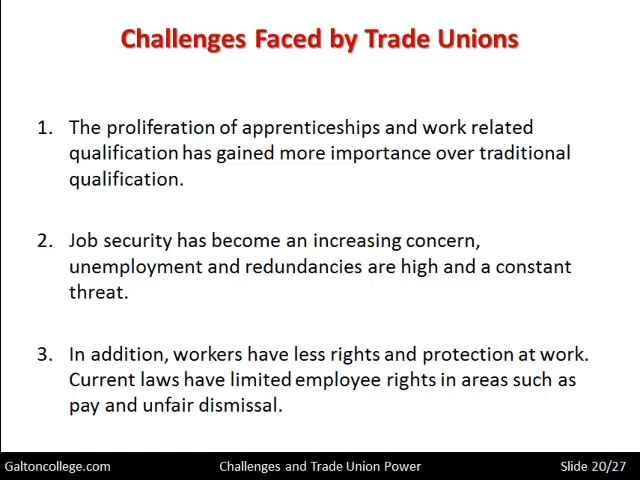 Challenges Faced by Trade Unions
1. The proliferation of apprenticeships and work related
qualification has gained more importance over traditional
qualification.
2. Job security has become an increasing concern,
unemployment and redundancies are high and a constant
threat.
3. In addition, workers have less rights and protection at work.
Current laws have limited employee rights in areas such as
pay and unfair dismissal.
Galtoncollege.com Challenges and Trade Union Power Slide 20/27